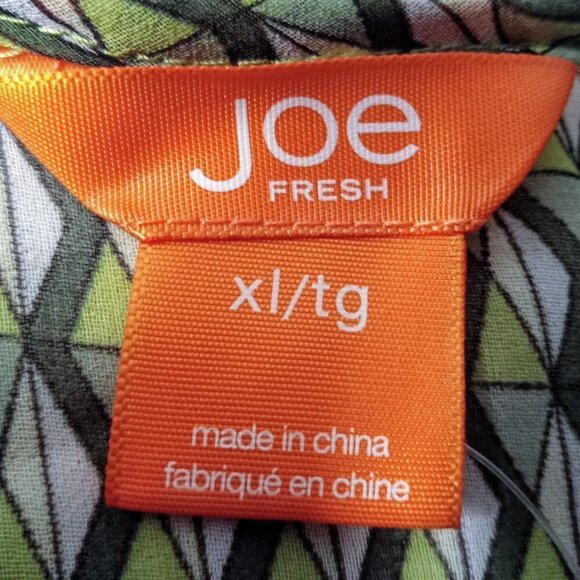 Joe
FRESH
xl/tg
made in china
fabriqué en chine